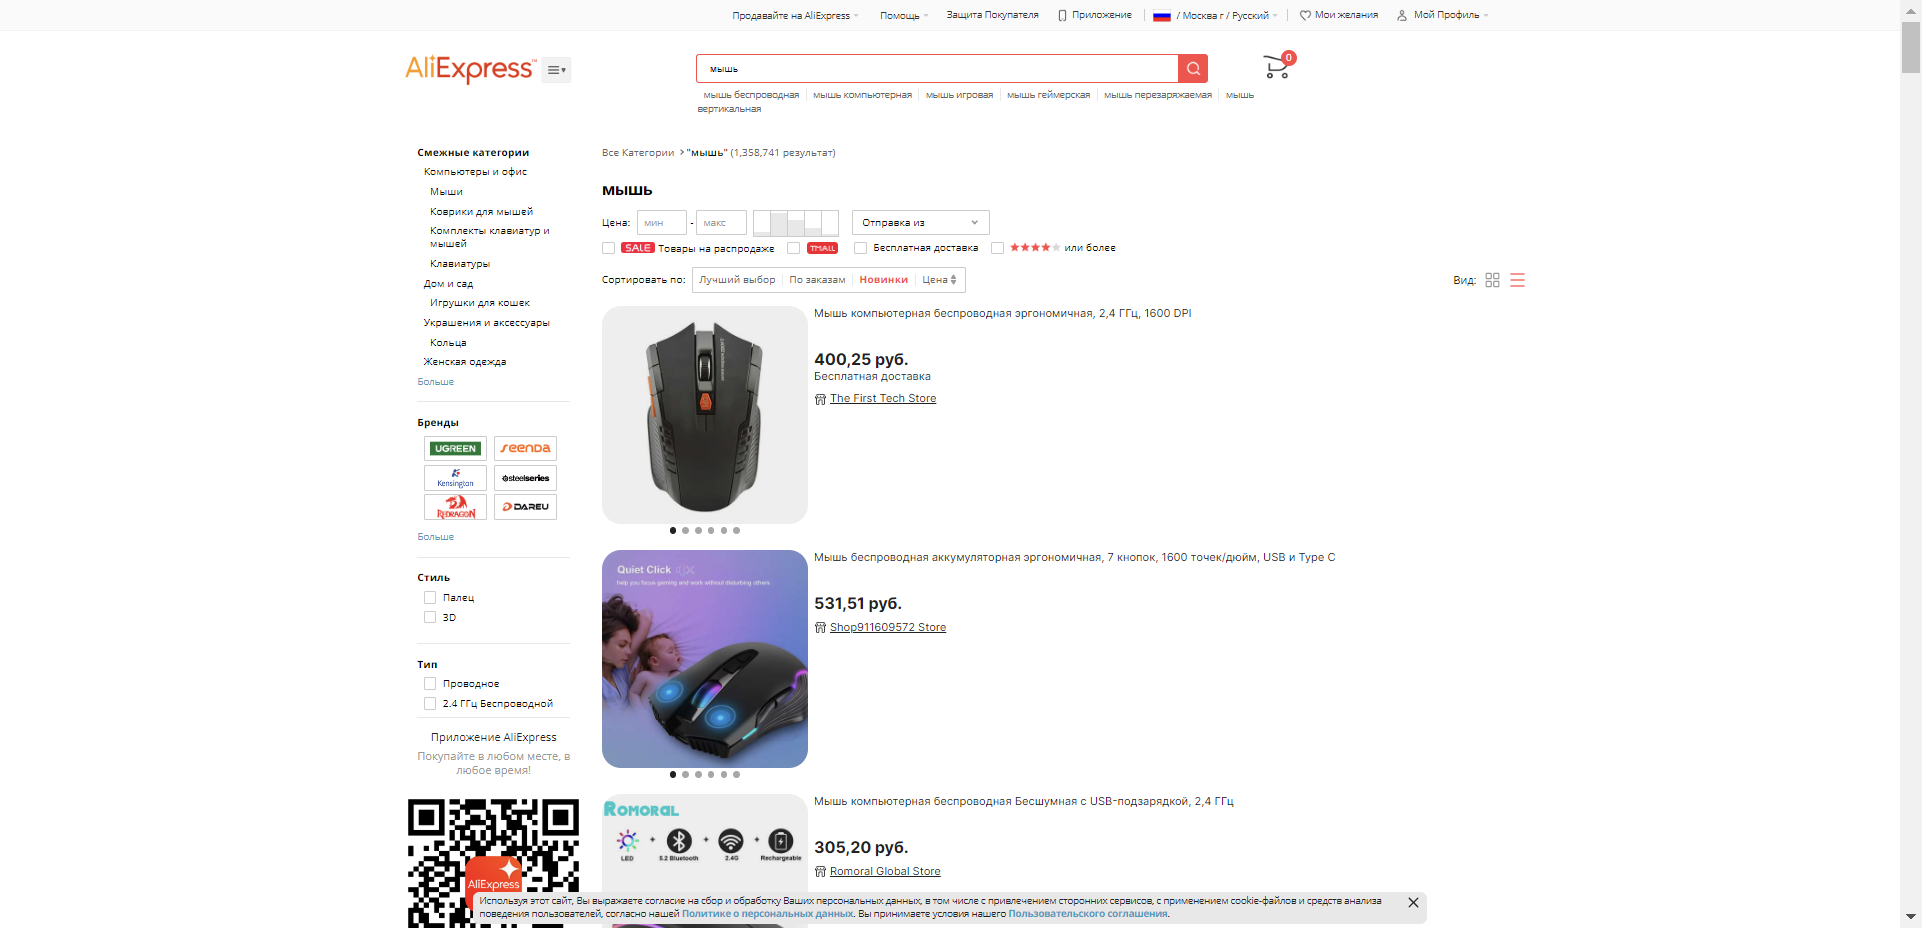 Продавайте на AliExpress
Помощь
Защита Покупателя
Приложение
/ Москва г / Русский
Мои желания
Мой Профиль
AliExpress™
мышь
0
мышь беспроводная
мышь компьютерная
мышь игровая
мышь геймерская
мышь перезаряжаемая
мышь
вертикальная
Смежные категории
Компьютеры и офис
Мыши
Коврики для мышей
Комплекты клавиатур и
мышей
Клавиатуры
Дом и сад
Игрушки для кошек
Украшения и аксессуары
Кольца
Женская одежда
Больше
Бренды
UGREEN
seenda
Kensington
steelseries
REDRAGON
DAREU
Больше
Стиль
Палец
3D
Тип
Проводное
2.4 ГГц Беспроводной
Приложение AliExpress
Покупайте в любом месте, в
любое время!
AliExpress
Все Категории > "мышь" (1,358,741 результат)
мышь
Цена:
мин
-
макс
Отправка из
SALE Товары на распродаже
TMALL
Бесплатная доставка
или более
Сортировать по:
Лучший выбор
По заказам
Новинки
Цена
Вид:
Мышь компьютерная беспроводная эргономичная, 2,4 ГГц, 1600 DPI
400,25 руб.
Бесплатная доставка
The First Tech Store
Quiet Click
help you focus gaming and work without disturbing others
Мышь беспроводная аккумуляторная эргономичная, 7 кнопок, 1600 точек/дюйм, USB и Type C
531,51 руб.
Shop911609572 Store
Romoral
LED
5.2 Bluetooth
2.4G
Rechargeable
Мышь компьютерная беспроводная Бесшумная с USB-подзарядкой, 2,4 ГГц
305,20 руб.
Romoral Global Store
Используя этот сайт, Вы выражаете согласие на сбор и обработку Ваших персональных данных, в том числе с привлечением сторонних сервисов, с применением cookie-файлов и средств анализа
поведения пользователей, согласно нашей Политике о персональных данных. Вы принимаете условия нашего Пользовательского соглашения.